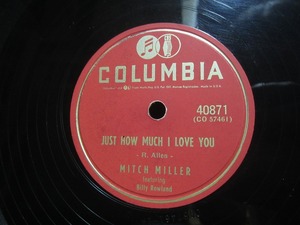 COLUMBIA
40871
(CO 57461)
JUST HOW MUCH I LOVE YOU
- R. Allen -
MITCH MILLER
featuring
Billy Rowland